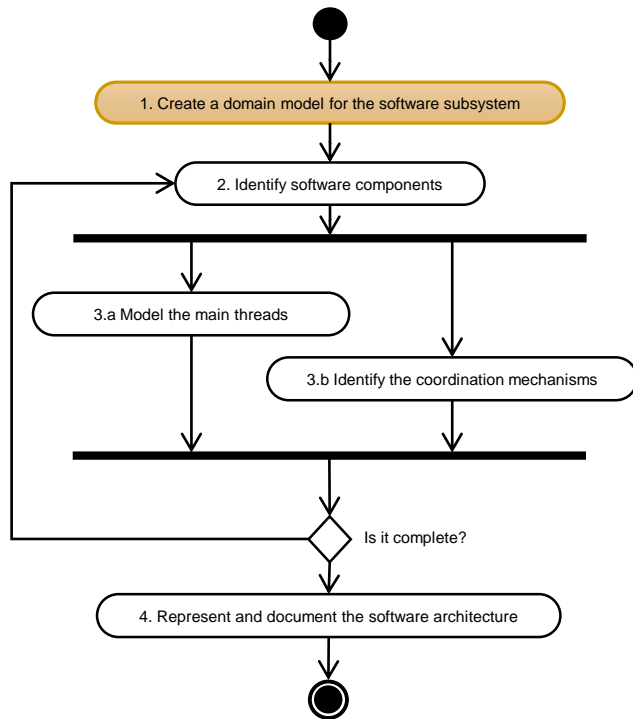 1. Create a domain model for the software subsystem
2. Identify software components
3.a Model the main threads
3.b Identify the coordination mechanisms
Is it complete?
4. Represent and document the software architecture